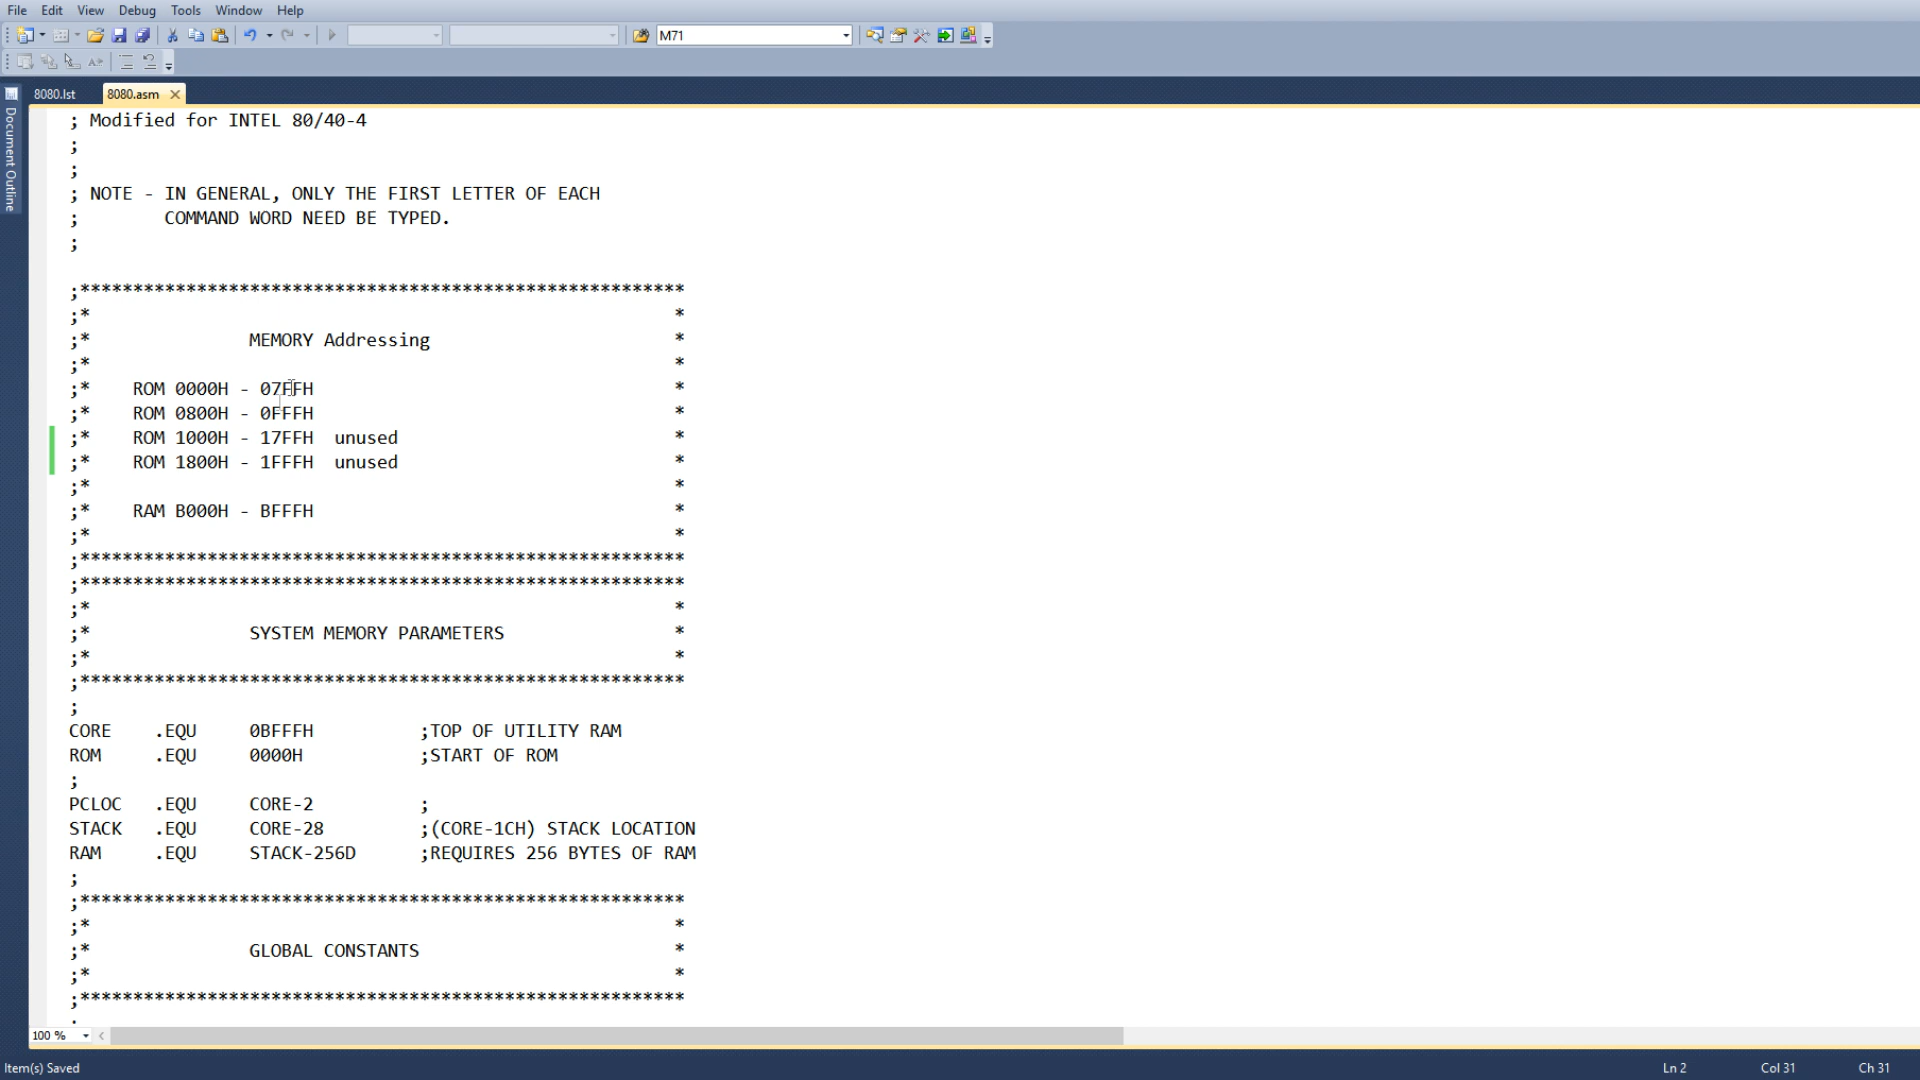 File Edit View Debug Tools Window Help
M71
Document Outline
8080.lst 8080.asm
; Modified for INTEL 80/40-4
;
;
; NOTE - IN GENERAL, ONLY THE FIRST LETTER OF EACH
; COMMAND WORD NEED BE TYPED.
;
;**********************************************************
;* *
;* MEMORY Addressing *
;* *
;* ROM 0000H - 07FFH *
;* ROM 0800H - 0FFFH *
;* ROM 1000H - 17FFH unused *
;* ROM 1800H - 1FFFH unused *
;* *
;* RAM B000H - BFFFH *
;* *
;**********************************************************
;**********************************************************
;* *
;* SYSTEM MEMORY PARAMETERS *
;* *
;**********************************************************
;
CORE .EQU 0BFFFH ;TOP OF UTILITY RAM
ROM .EQU 0000H ;START OF ROM
;
PCLOC .EQU CORE-2 ;
STACK .EQU CORE-28 ;(CORE-1CH) STACK LOCATION
RAM .EQU STACK-256D ;REQUIRES 256 BYTES OF RAM
;
;**********************************************************
;* *
;* GLOBAL CONSTANTS *
;* *
;**********************************************************
100 %
Item(s) Saved Ln 2 Col 31 Ch 31